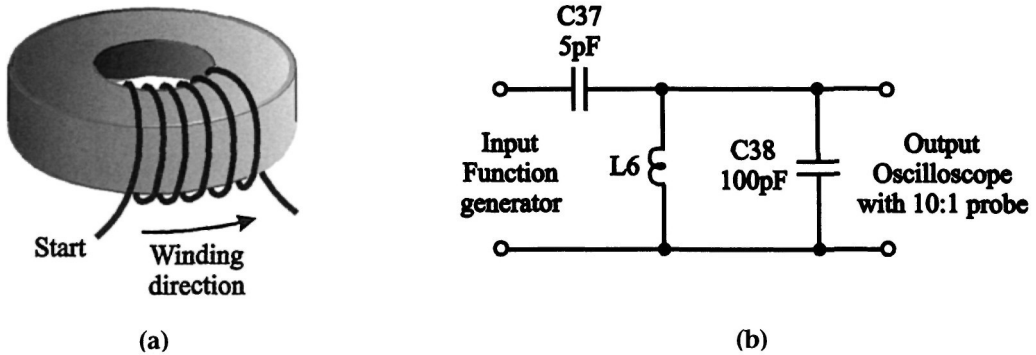 Start
Winding
direction
(a)
C37
5pF
Input
Function
generator
L6
C38
100pF
Output
Oscilloscope
with 10:1 probe
(b)